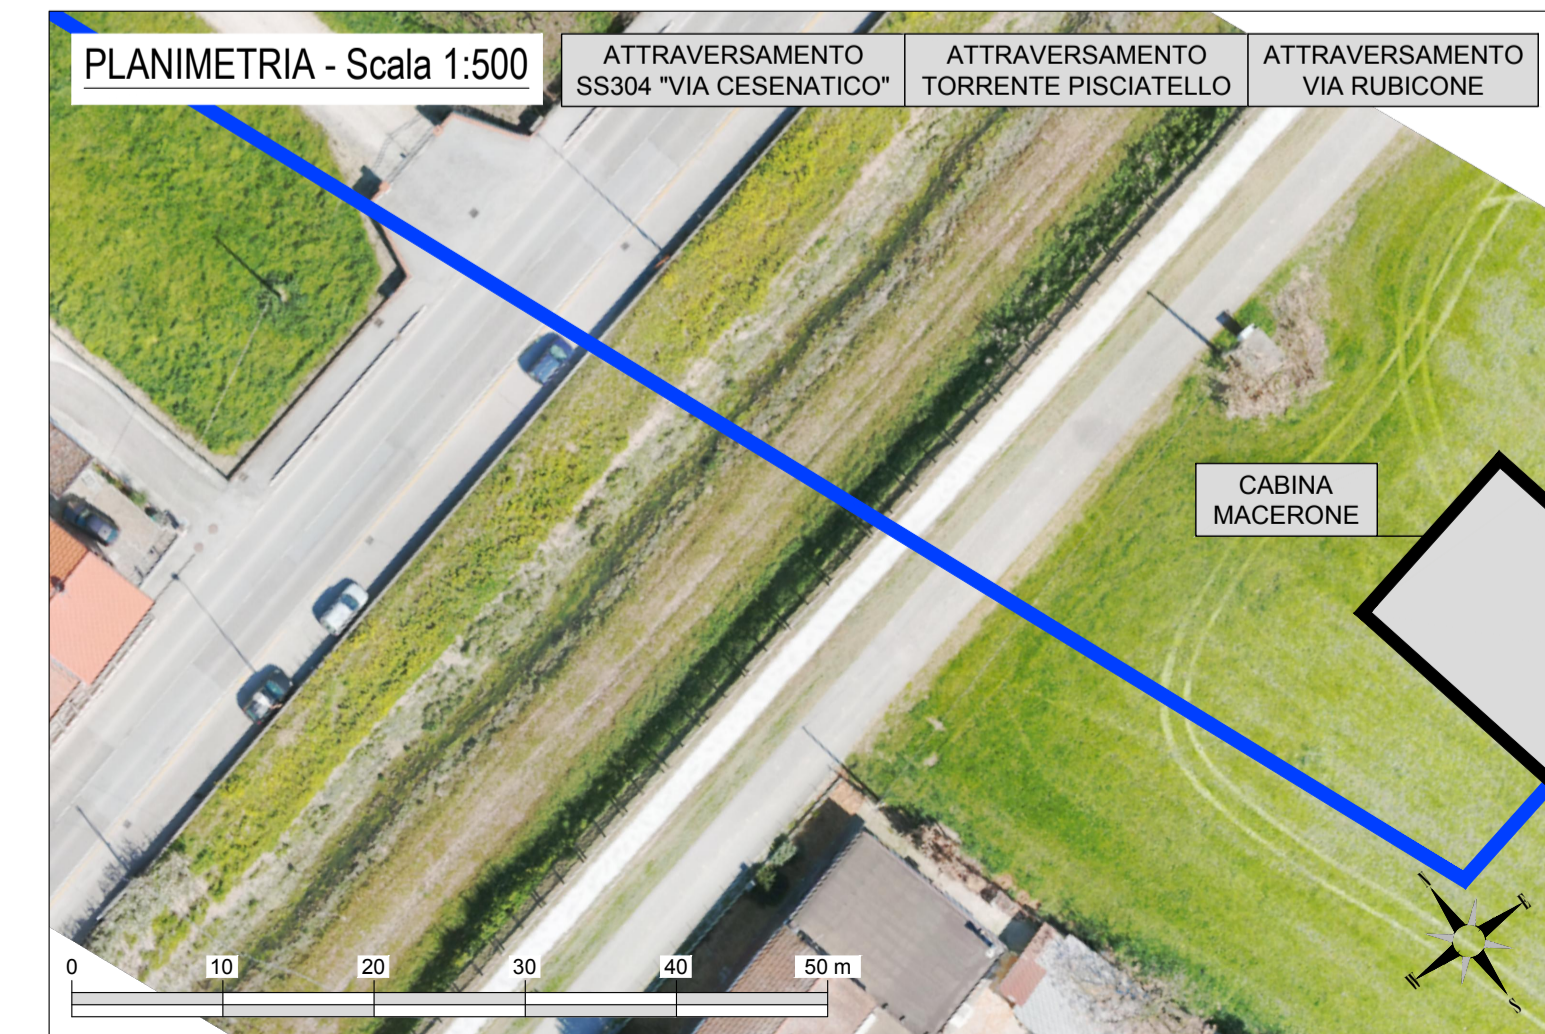 PLANIMETRIA - Scala 1:500
ATTRAVERSAMENTO
SS304 "VIA CESENATICO"
ATTRAVERSAMENTO
TORRENTE PISCIATELLO
ATTRAVERSAMENTO
VIA RUBICONE
CABINA
MACERONE
E
S
0 10 20 30 40 50 m